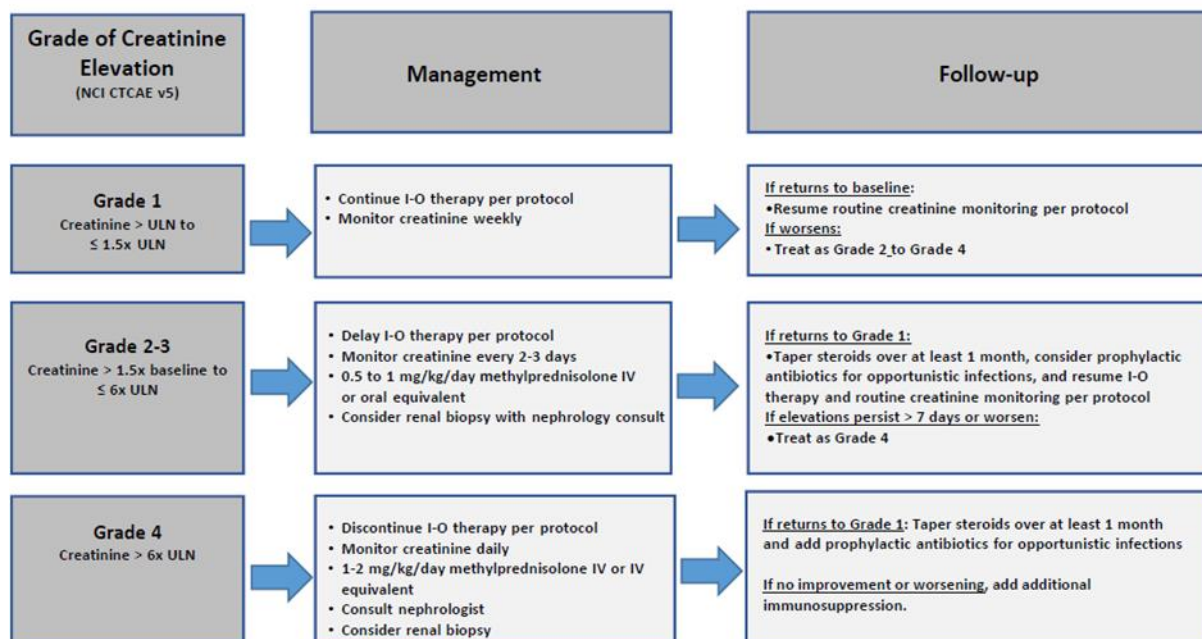 Grade of Creatinine
Elevation
(NCI CTCAE v5)
Management
Follow-up
Grade 1
Creatinine > ULN to
≤ 1.5x ULN
• Continue I-O therapy per protocol
• Monitor creatinine weekly
If returns to baseline:
•Resume routine creatinine monitoring per protocol
If worsens:
• Treat as Grade 2 to Grade 4
Grade 2-3
Creatinine > 1.5x baseline to
≤ 6x ULN
• Delay I-O therapy per protocol
• Monitor creatinine every 2-3 days
• 0.5 to 1 mg/kg/day methylprednisolone IV
or oral equivalent
• Consider renal biopsy with nephrology consult
If returns to Grade 1:
•Taper steroids over at least 1 month, consider prophylactic
antibiotics for opportunistic infections, and resume I-O
therapy and routine creatinine monitoring per protocol
If elevations persist > 7 days or worsen:
•Treat as Grade 4
Grade 4
Creatinine > 6x ULN
• Discontinue I-O therapy per protocol
• Monitor creatinine daily
• 1-2 mg/kg/day methylprednisolone IV or IV
equivalent
• Consult nephrologist
• Consider renal biopsy
If returns to Grade 1: Taper steroids over at least 1 month
and add prophylactic antibiotics for opportunistic infections
If no improvement or worsening, add additional
immunosuppression.